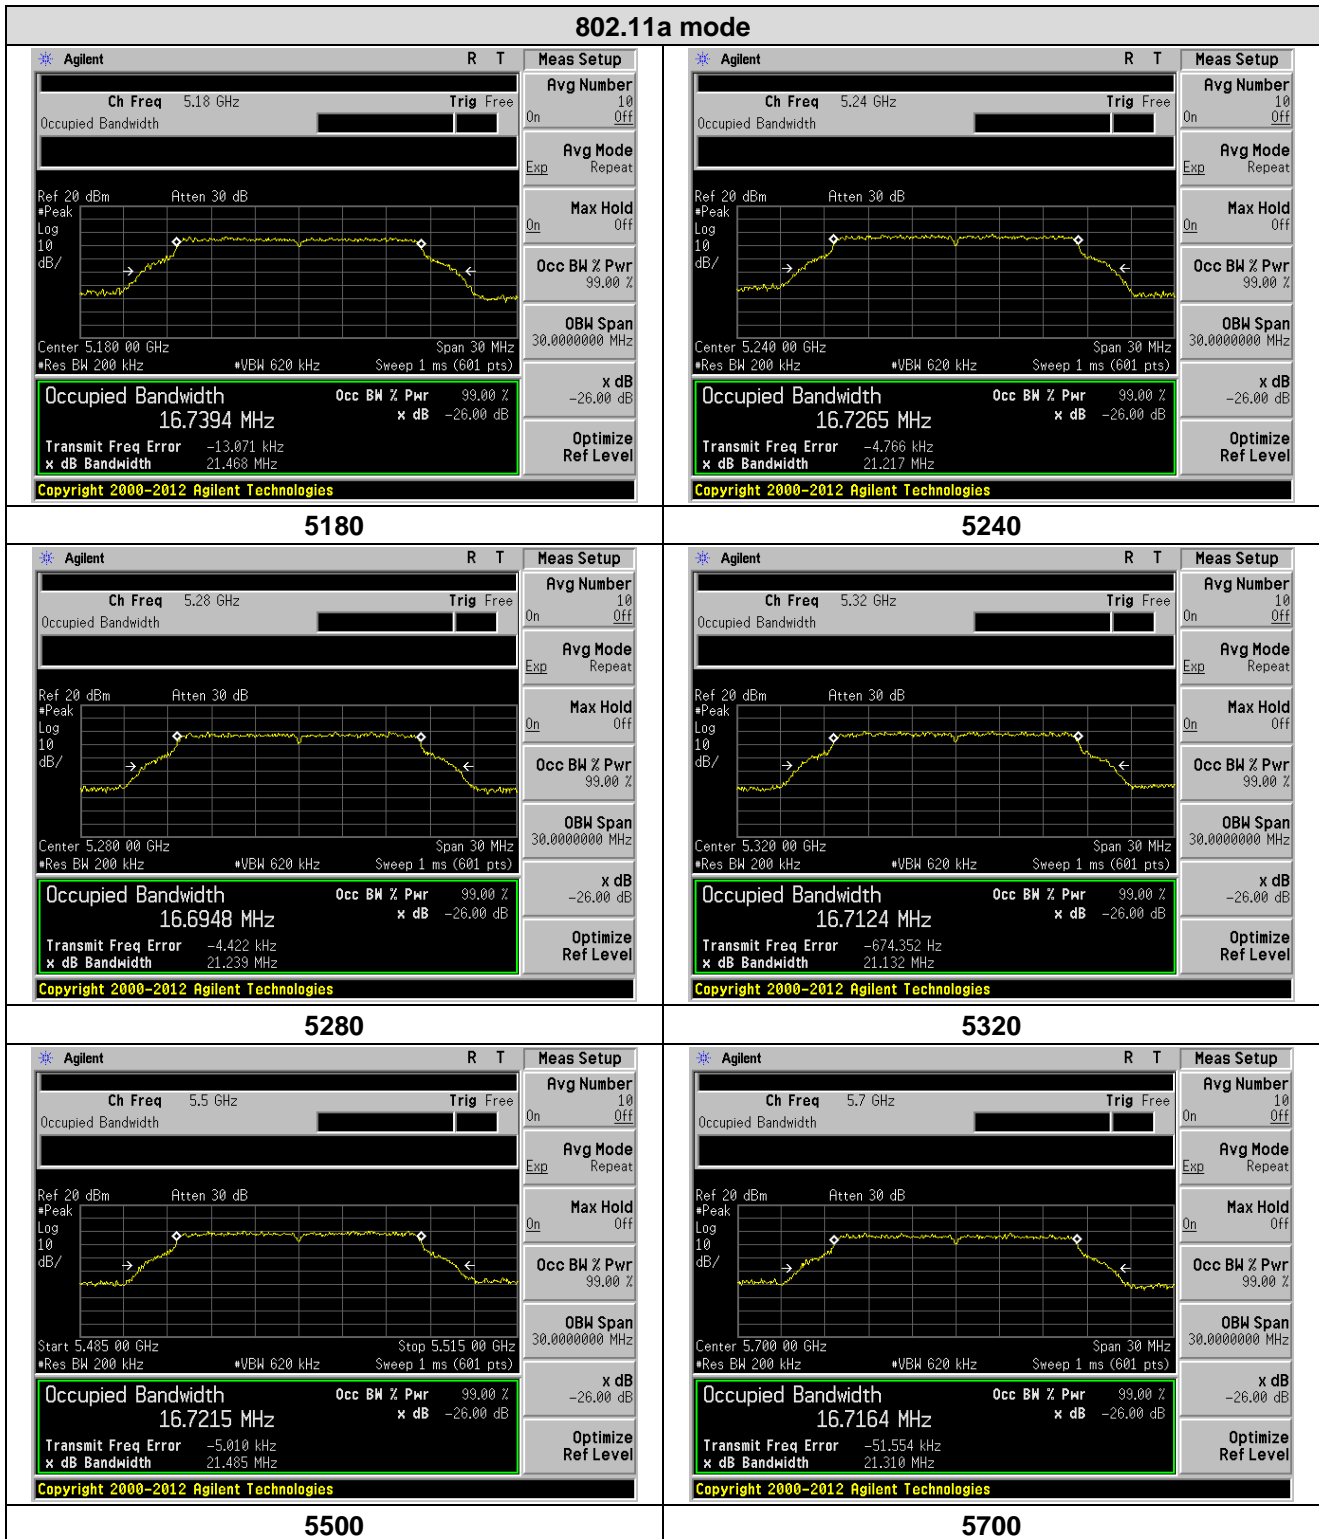 802.11a mode
Agilent R T Meas Setup
Ch Freq 5.18 GHz Trig Free
Occupied Bandwidth
Avg Number
10
On Off
Avg Mode
Exp Repeat
Ref 20 dBm Atten 30 dB
#Peak
Log
10
dB/
Max Hold
On Off
Occ BW % Pwr
99.00 %
OBW Span
30.0000000 MHz
Center 5.180 00 GHz Span 30 MHz
#Res BW 200 kHz #VBW 620 kHz Sweep 1 ms (601 pts)
x dB
-26.00 dB
Occupied Bandwidth Occ BW % Pwr 99.00 %
16.7394 MHz x dB -26.00 dB
Transmit Freq Error -13.071 kHz
x dB Bandwidth 21.468 MHz
Optimize
Ref Level
Copyright 2000-2012 Agilent Technologies
5180
Agilent R T Meas Setup
Ch Freq 5.24 GHz Trig Free
Occupied Bandwidth
Avg Number
10
On Off
Avg Mode
Exp Repeat
Ref 20 dBm Atten 30 dB
#Peak
Log
10
dB/
Max Hold
On Off
Occ BW % Pwr
99.00 %
OBW Span
30.0000000 MHz
Center 5.240 00 GHz Span 30 MHz
#Res BW 200 kHz #VBW 620 kHz Sweep 1 ms (601 pts)
x dB
-26.00 dB
Occupied Bandwidth Occ BW % Pwr 99.00 %
16.7265 MHz x dB -26.00 dB
Transmit Freq Error -4.766 kHz
x dB Bandwidth 21.217 MHz
Optimize
Ref Level
Copyright 2000-2012 Agilent Technologies
5240
Agilent R T Meas Setup
Ch Freq 5.28 GHz Trig Free
Occupied Bandwidth
Avg Number
10
On Off
Avg Mode
Exp Repeat
Ref 20 dBm Atten 30 dB
#Peak
Log
10
dB/
Max Hold
On Off
Occ BW % Pwr
99.00 %
OBW Span
30.0000000 MHz
Center 5.280 00 GHz Span 30 MHz
#Res BW 200 kHz #VBW 620 kHz Sweep 1 ms (601 pts)
x dB
-26.00 dB
Occupied Bandwidth Occ BW % Pwr 99.00 %
16.6948 MHz x dB -26.00 dB
Transmit Freq Error -4.422 kHz
x dB Bandwidth 21.239 MHz
Optimize
Ref Level
Copyright 2000-2012 Agilent Technologies
5280
Agilent R T Meas Setup
Ch Freq 5.32 GHz Trig Free
Occupied Bandwidth
Avg Number
10
On Off
Avg Mode
Exp Repeat
Ref 20 dBm Atten 30 dB
#Peak
Log
10
dB/
Max Hold
On Off
Occ BW % Pwr
99.00 %
OBW Span
30.0000000 MHz
Center 5.320 00 GHz Span 30 MHz
#Res BW 200 kHz #VBW 620 kHz Sweep 1 ms (601 pts)
x dB
-26.00 dB
Occupied Bandwidth Occ BW % Pwr 99.00 %
16.7124 MHz x dB -26.00 dB
Transmit Freq Error -674.352 Hz
x dB Bandwidth 21.132 MHz
Optimize
Ref Level
Copyright 2000-2012 Agilent Technologies
5320
Agilent R T Meas Setup
Ch Freq 5.5 GHz Trig Free
Occupied Bandwidth
Avg Number
10
On Off
Avg Mode
Exp Repeat
Ref 20 dBm Atten 30 dB
#Peak
Log
10
dB/
Max Hold
On Off
Occ BW % Pwr
99.00 %
OBW Span
30.0000000 MHz
Start 5.485 00 GHz Stop 5.515 00 GHz
#Res BW 200 kHz #VBW 620 kHz Sweep 1 ms (601 pts)
x dB
-26.00 dB
Occupied Bandwidth Occ BW % Pwr 99.00 %
16.7215 MHz x dB -26.00 dB
Transmit Freq Error -5.010 kHz
x dB Bandwidth 21.485 MHz
Optimize
Ref Level
Copyright 2000-2012 Agilent Technologies
5500
Agilent R T Meas Setup
Ch Freq 5.7 GHz Trig Free
Occupied Bandwidth
Avg Number
10
On Off
Avg Mode
Exp Repeat
Ref 20 dBm Atten 30 dB
#Peak
Log
10
dB/
Max Hold
On Off
Occ BW % Pwr
99.00 %
OBW Span
30.0000000 MHz
Center 5.700 00 GHz Span 30 MHz
#Res BW 200 kHz #VBW 620 kHz Sweep 1 ms (601 pts)
x dB
-26.00 dB
Occupied Bandwidth Occ BW % Pwr 99.00 %
16.7164 MHz x dB -26.00 dB
Transmit Freq Error -51.554 kHz
x dB Bandwidth 21.310 MHz
Optimize
Ref Level
Copyright 2000-2012 Agilent Technologies
5700